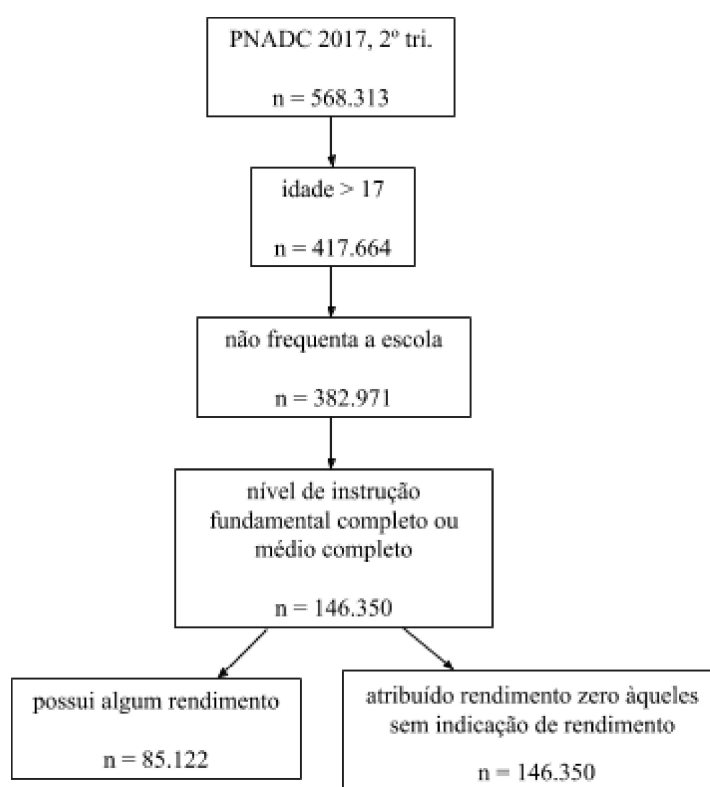 PNADC 2017, 2º tri.
n = 568.313
idade > 17
n = 417.664
não frequenta a escola
n = 382.971
nível de instrução
fundamental completo ou
médio completo
n = 146.350
possui algum rendimento
n = 85.122
atribuído rendimento zero àqueles
sem indicação de rendimento
n = 146.350